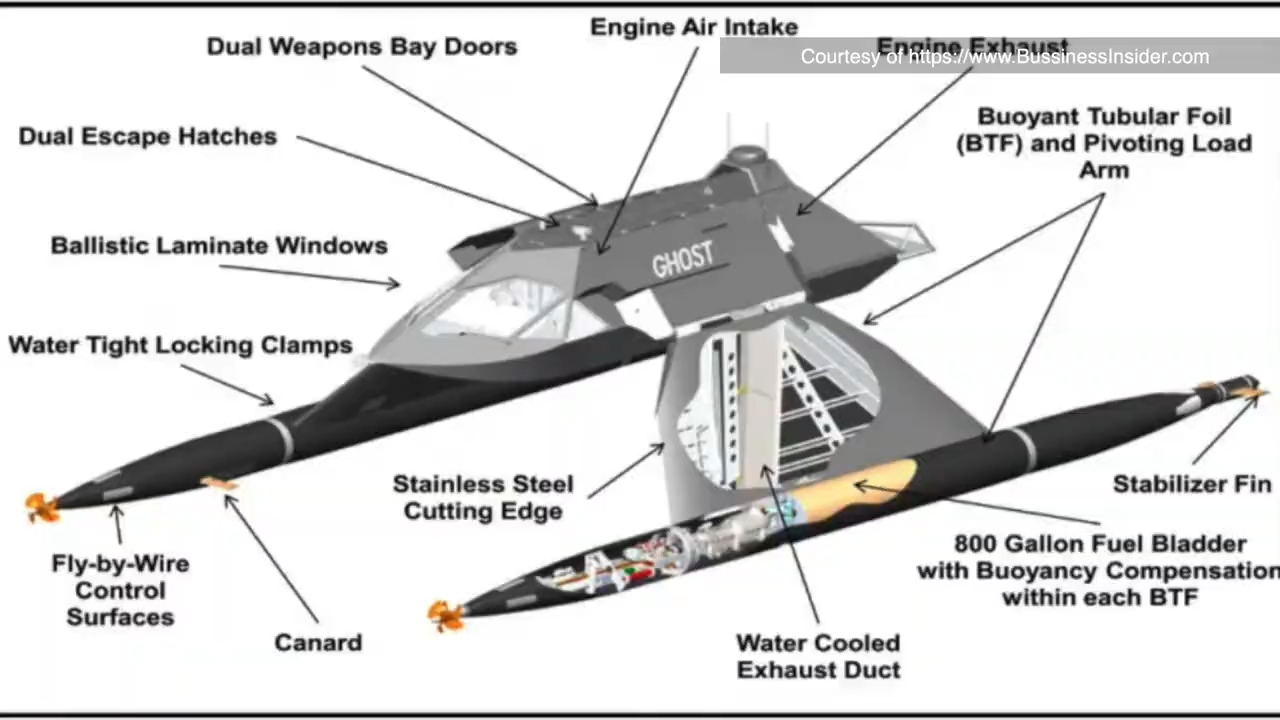 Engine Air Intake
Dual Weapons Bay Doors
Engine Exhaust
Courtesy of https://www.BussinessInsider.com
Buoyant Tubular Foil
(BTF) and Pivoting Load
Arm
Dual Escape Hatches
Ballistic Laminate Windows
GHOST
Water Tight Locking Clamps
Stainless Steel
Cutting Edge
Stabilizer Fin
Fly-by-Wire
Control
Surfaces
800 Gallon Fuel Bladder
with Buoyancy Compensation
within each BTF
Canard
Water Cooled
Exhaust Duct